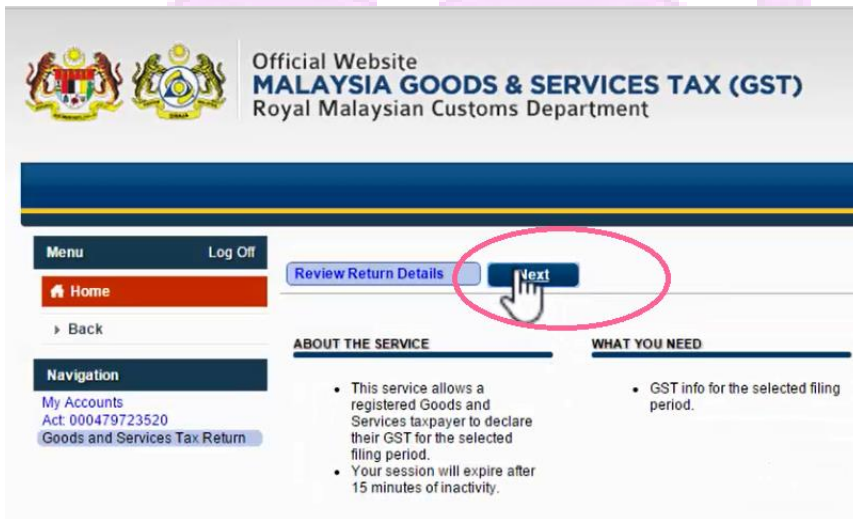 Official Website
MALAYSIA GOODS & SERVICES TAX (GST)
Royal Malaysian Customs Department
Menu Log Off
Home
Back
Navigation
My Accounts
Act: 000479723520
Goods and Services Tax Return
Review Return Details Next
ABOUT THE SERVICE
• This service allows a
registered Goods and
Services taxpayer to declare
their GST for the selected
filing period.
• Your session will expire after
15 minutes of inactivity.
WHAT YOU NEED
• GST info for the selected filing
period.